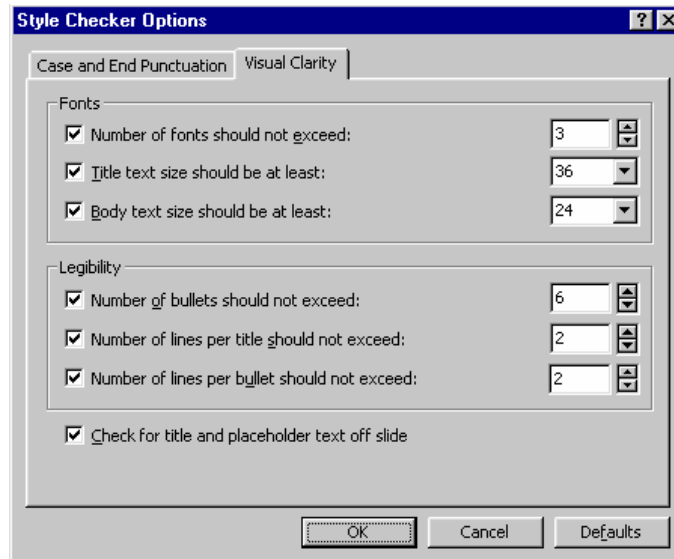 Style Checker Options
Case and End Punctuation
Visual Clarity
Fonts
Number of fonts should not exceed: 3
Title text size should be at least: 36
Body text size should be at least: 24
Legibility
Number of bullets should not exceed: 6
Number of lines per title should not exceed: 2
Number of lines per bullet should not exceed: 2
Check for title and placeholder text off slide
OK Cancel Defaults